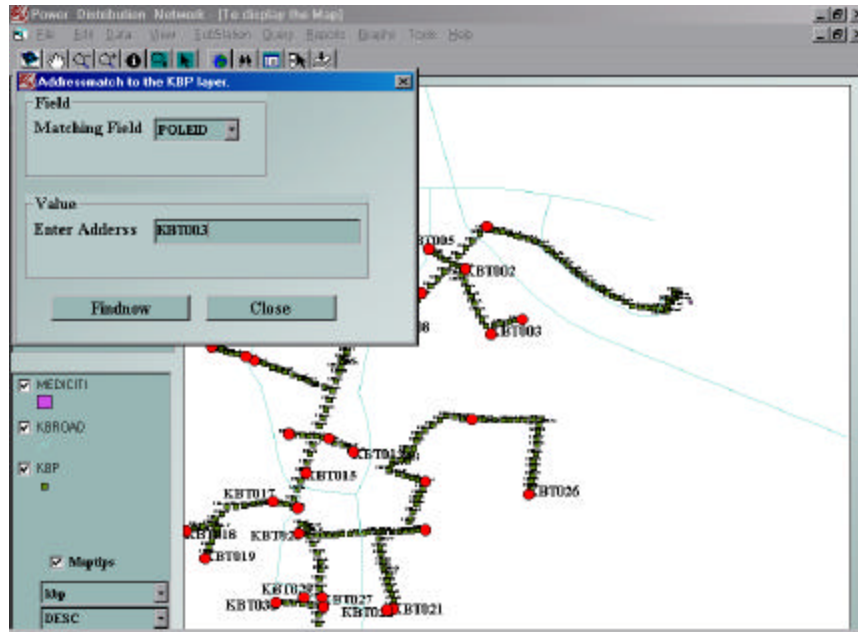 Power Distribution Network - [To display the Map]
File Edit Data View SubStation Query Reports Graphs Tools Help
Addressmatch to the KBP layer.
Field
Matching Field POLEID
Value
Enter Adderss KBT003
Findnow Close
KBT002
KBT003
MEDICITI
KBROAD
KBP
KBT015
KBT017
KBT026
KBT019
Maptips
kbp
DESC
KBT027
KBT021